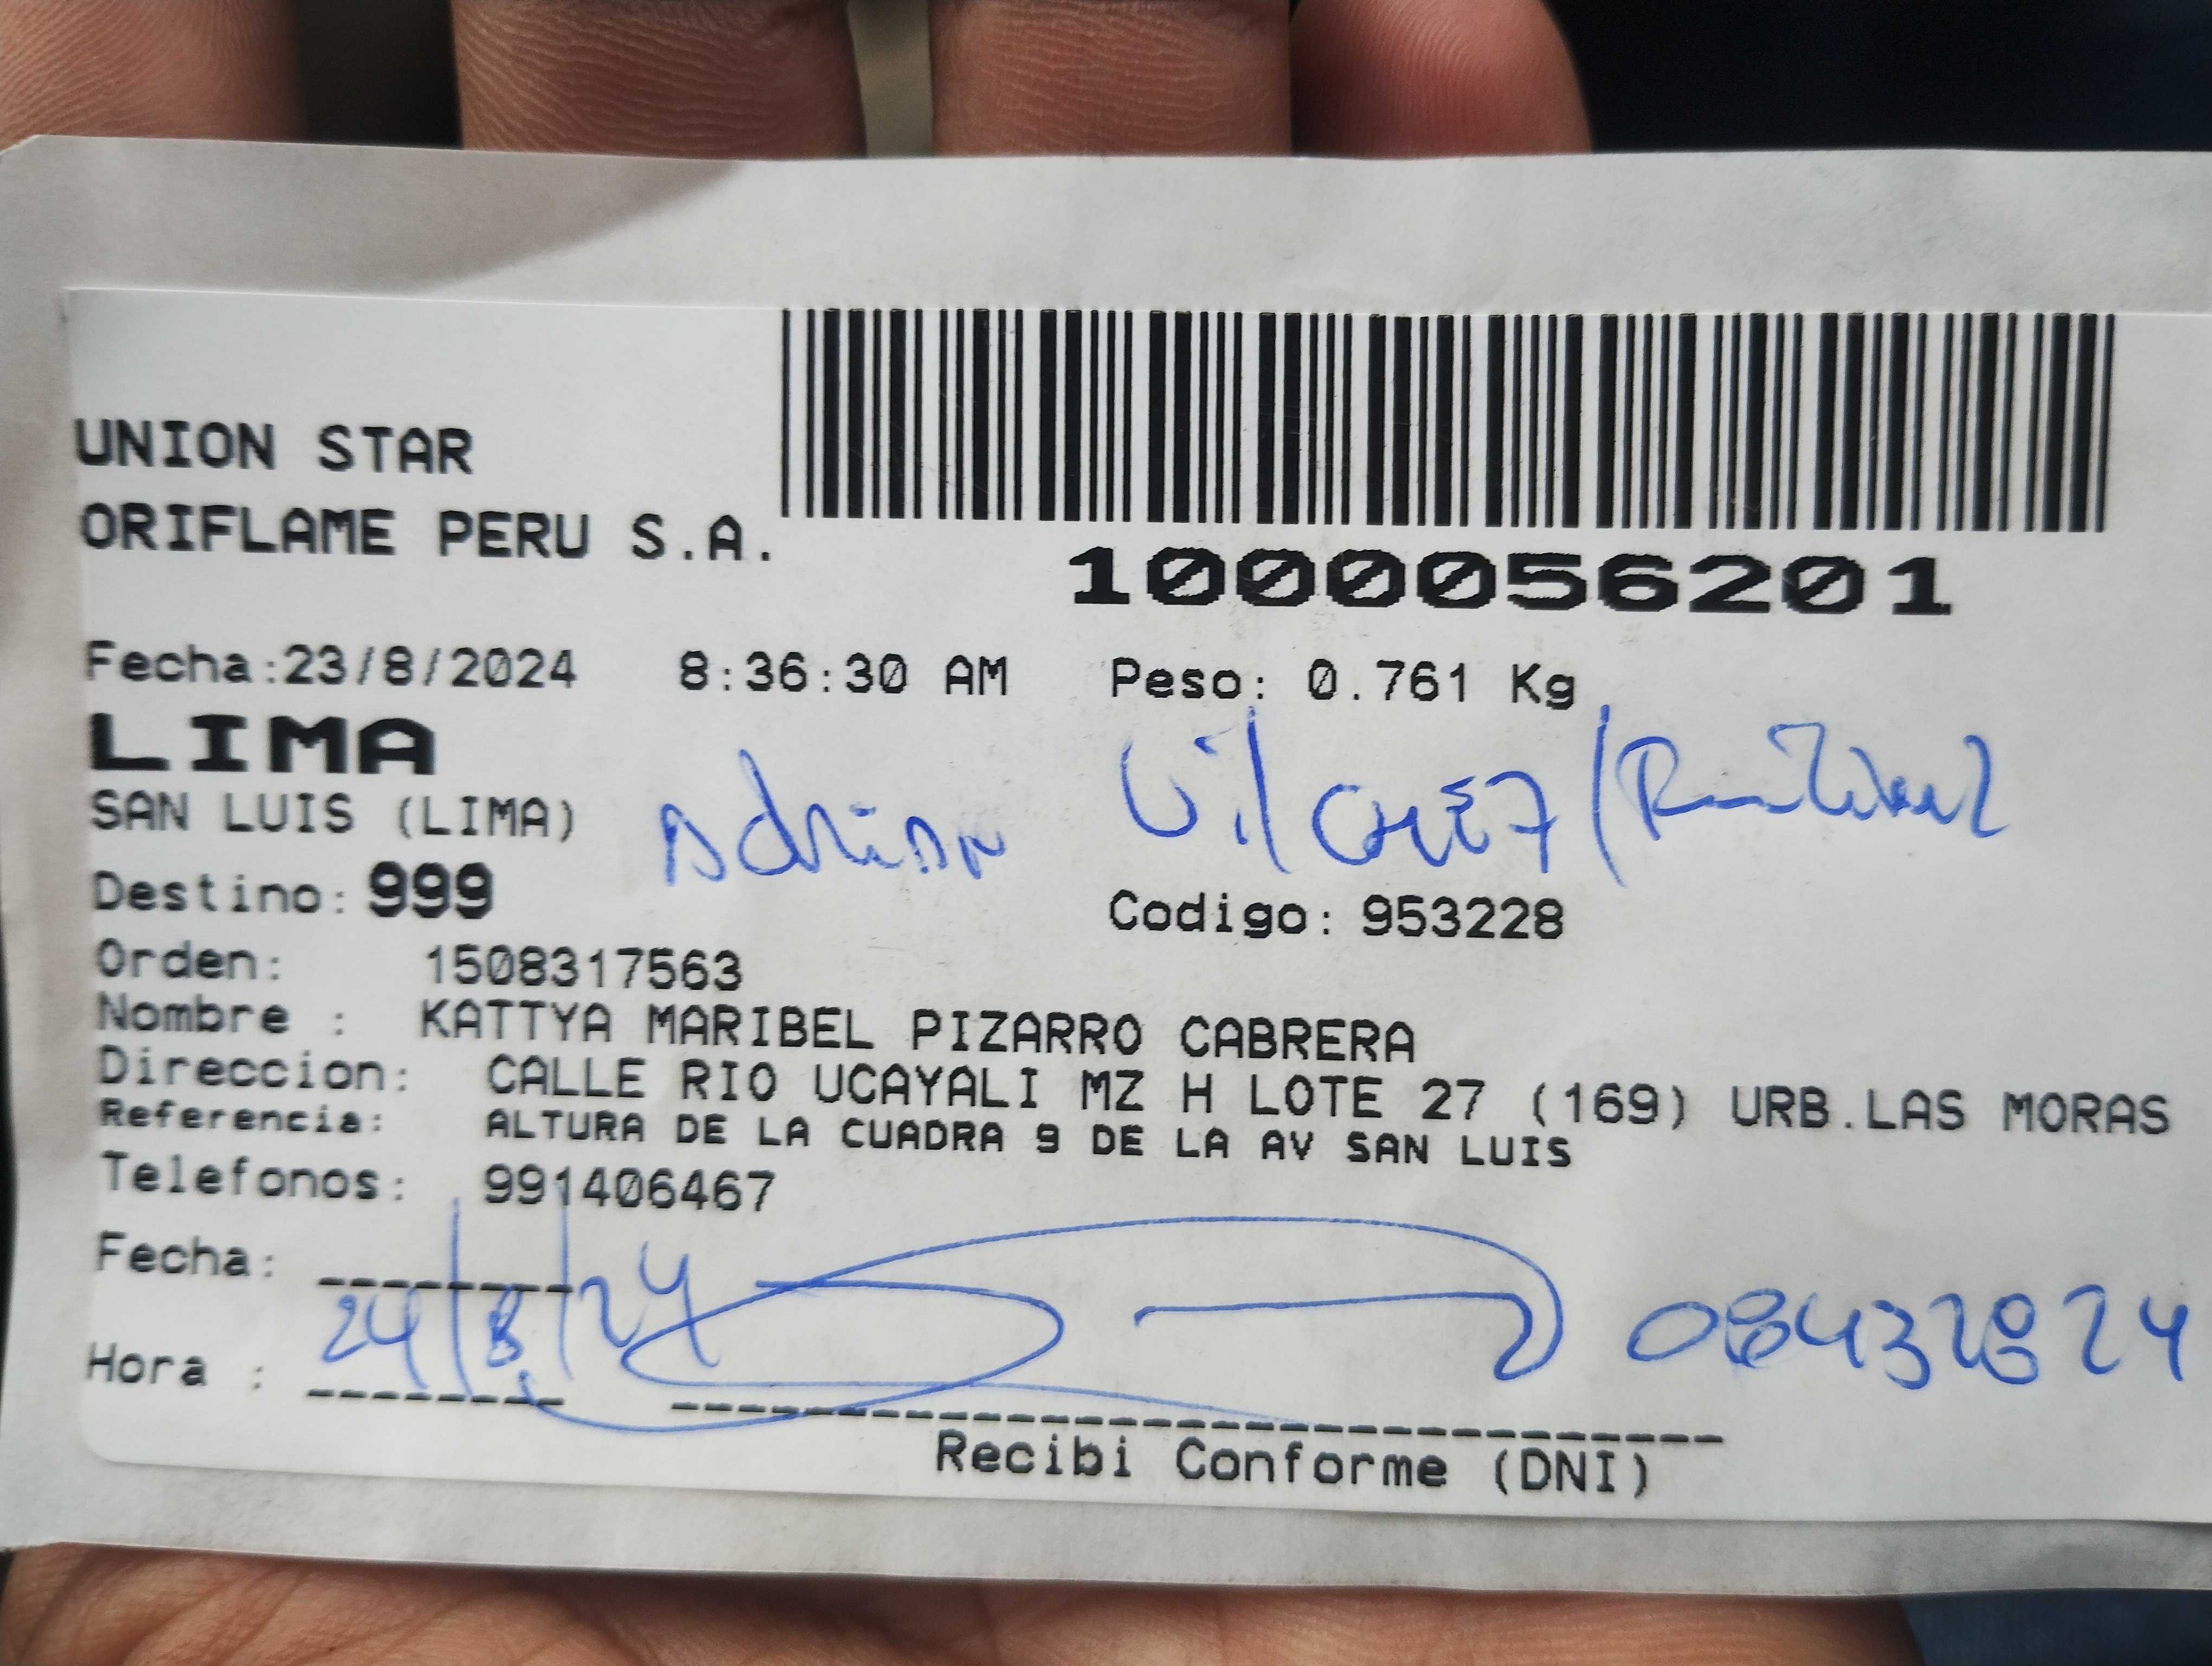 UNION STAR
ORIFLAME PERU S.A.
1000056201
Fecha:23/8/2024 8:36:30 AM Peso: 0.761 Kg
LIMA
SAN LUIS (LIMA)
Adrian Vilchez /
Destino: 999
Codigo: 953228
Orden: 1508317563
Nombre : KATTYA MARIBEL PIZARRO CABRERA
Direccion: CALLE RIO UCAYALI MZ H LOTE 27 (169) URB.LAS MORAS
Referencia: ALTURA DE LA CUADRA 9 DE LA AV SAN LUIS
Telefonos: 991406467
Fecha: 24/8/24
Hora :
Recibi Conforme (DNI)